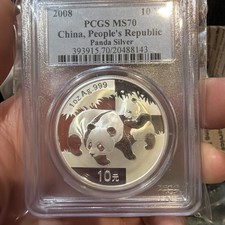 2008 10
PCGS MS70
China, People's Republic
Panda Silver
393915.70/20488143
1oz Ag.999
10元